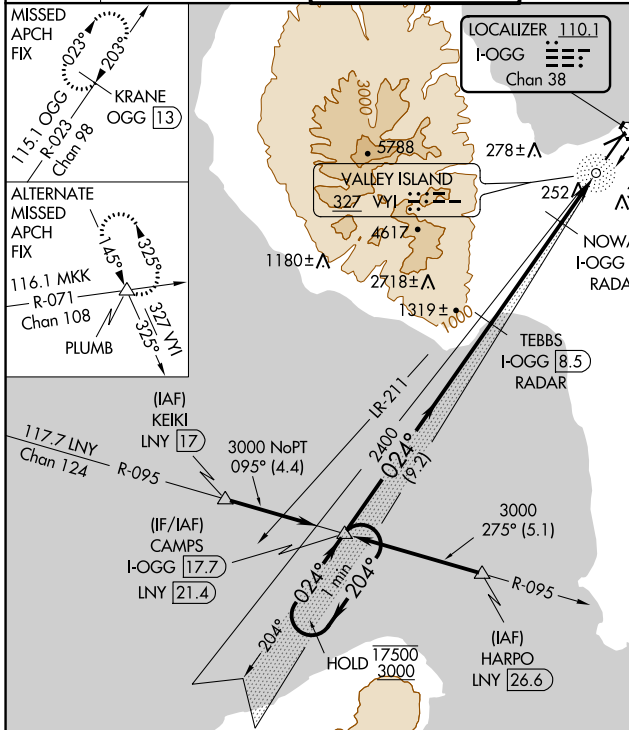 MISSED
APCH
FIX
023°
203°
KRANE
OGG 13
115.1 OGG
R-023
Chan 98
ALTERNATE
MISSED
APCH
FIX
145°
325°
116.1 MKK
R-071
Chan 108
327 VYI
325°
PLUMB
LOCALIZER 110.1
I-OGG
Chan 38
3000
5788
278±
VALLEY ISLAND
327 VYI
252
4617
1180±
2718±
1319±
1000
I-OGG
TEBBS
I-OGG 8.5
RADAR
LR-211
2400
024°
(9.2)
(IAF)
KEIKI
LNY 17
117.7 LNY
Chan 124
R-095
3000 NoPT
095° (4.4)
(IF/IAF)
CAMPS
I-OGG 17.7
LNY 21.4
3000
275° (5.1)
R-095
024°
1 min
204°
204°
HOLD 17500
3000
(IAF)
HARPO
LNY 26.6